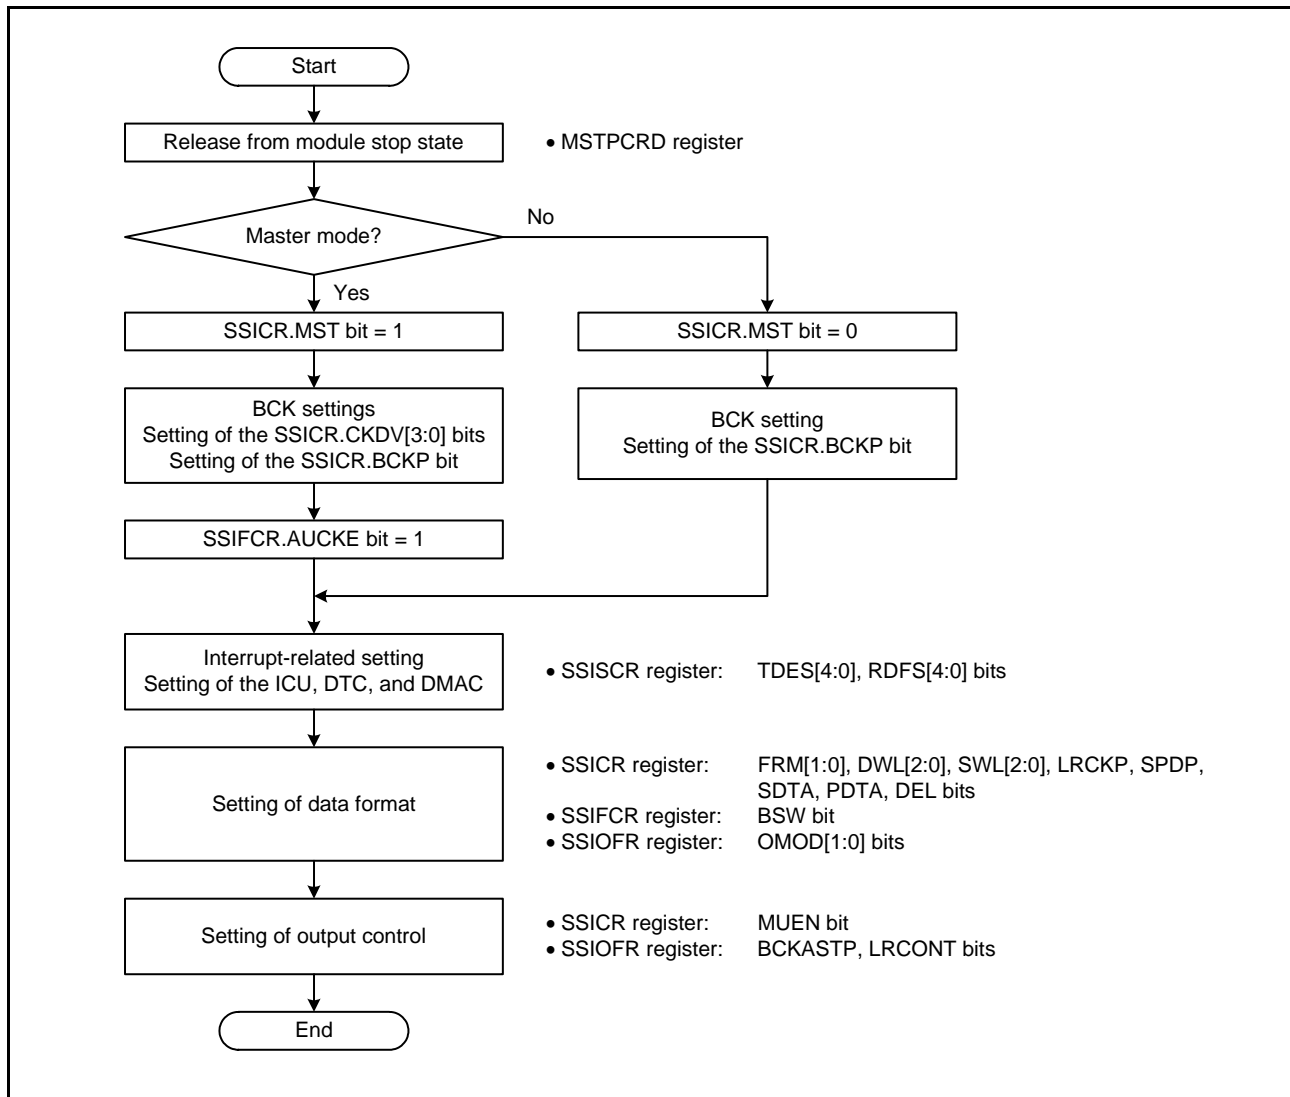 Start
Release from module stop state
• MSTPCRD register
Master mode?
No
Yes
SSICR.MST bit = 1
SSICR.MST bit = 0
BCK settings
Setting of the SSICR.CKDV[3:0] bits
Setting of the SSICR.BCKP bit
BCK setting
Setting of the SSICR.BCKP bit
SSIFCR.AUCKE bit = 1
Interrupt-related setting
Setting of the ICU, DTC, and DMAC
• SSISCR register: TDES[4:0], RDFS[4:0] bits
Setting of data format
• SSICR register: FRM[1:0], DWL[2:0], SWL[2:0], LRCKP, SPDP,
SDTA, PDTA, DEL bits
• SSIFCR register: BSW bit
• SSIOFR register: OMOD[1:0] bits
Setting of output control
• SSICR register: MUEN bit
• SSIOFR register: BCKASTP, LRCONT bits
End